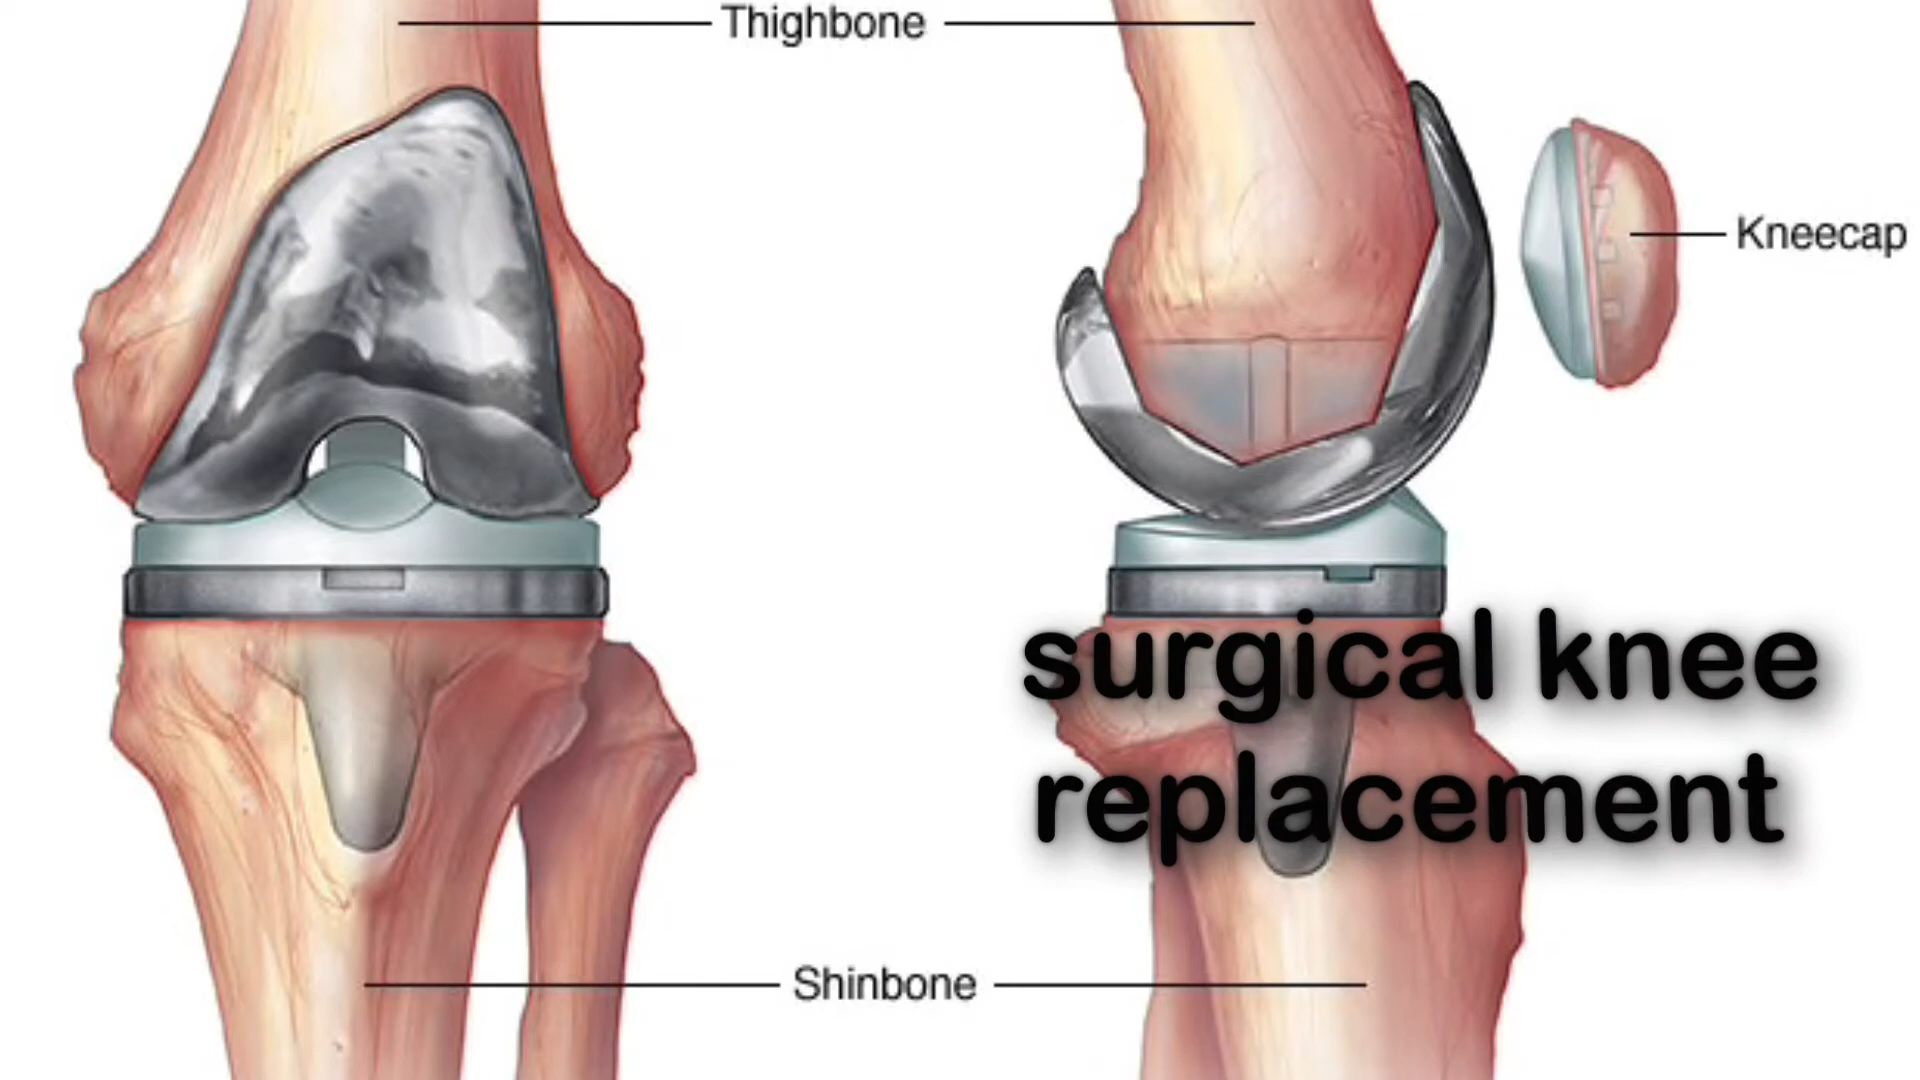 Thighbone
Kneecap
surgical knee
replacement
Shinbone